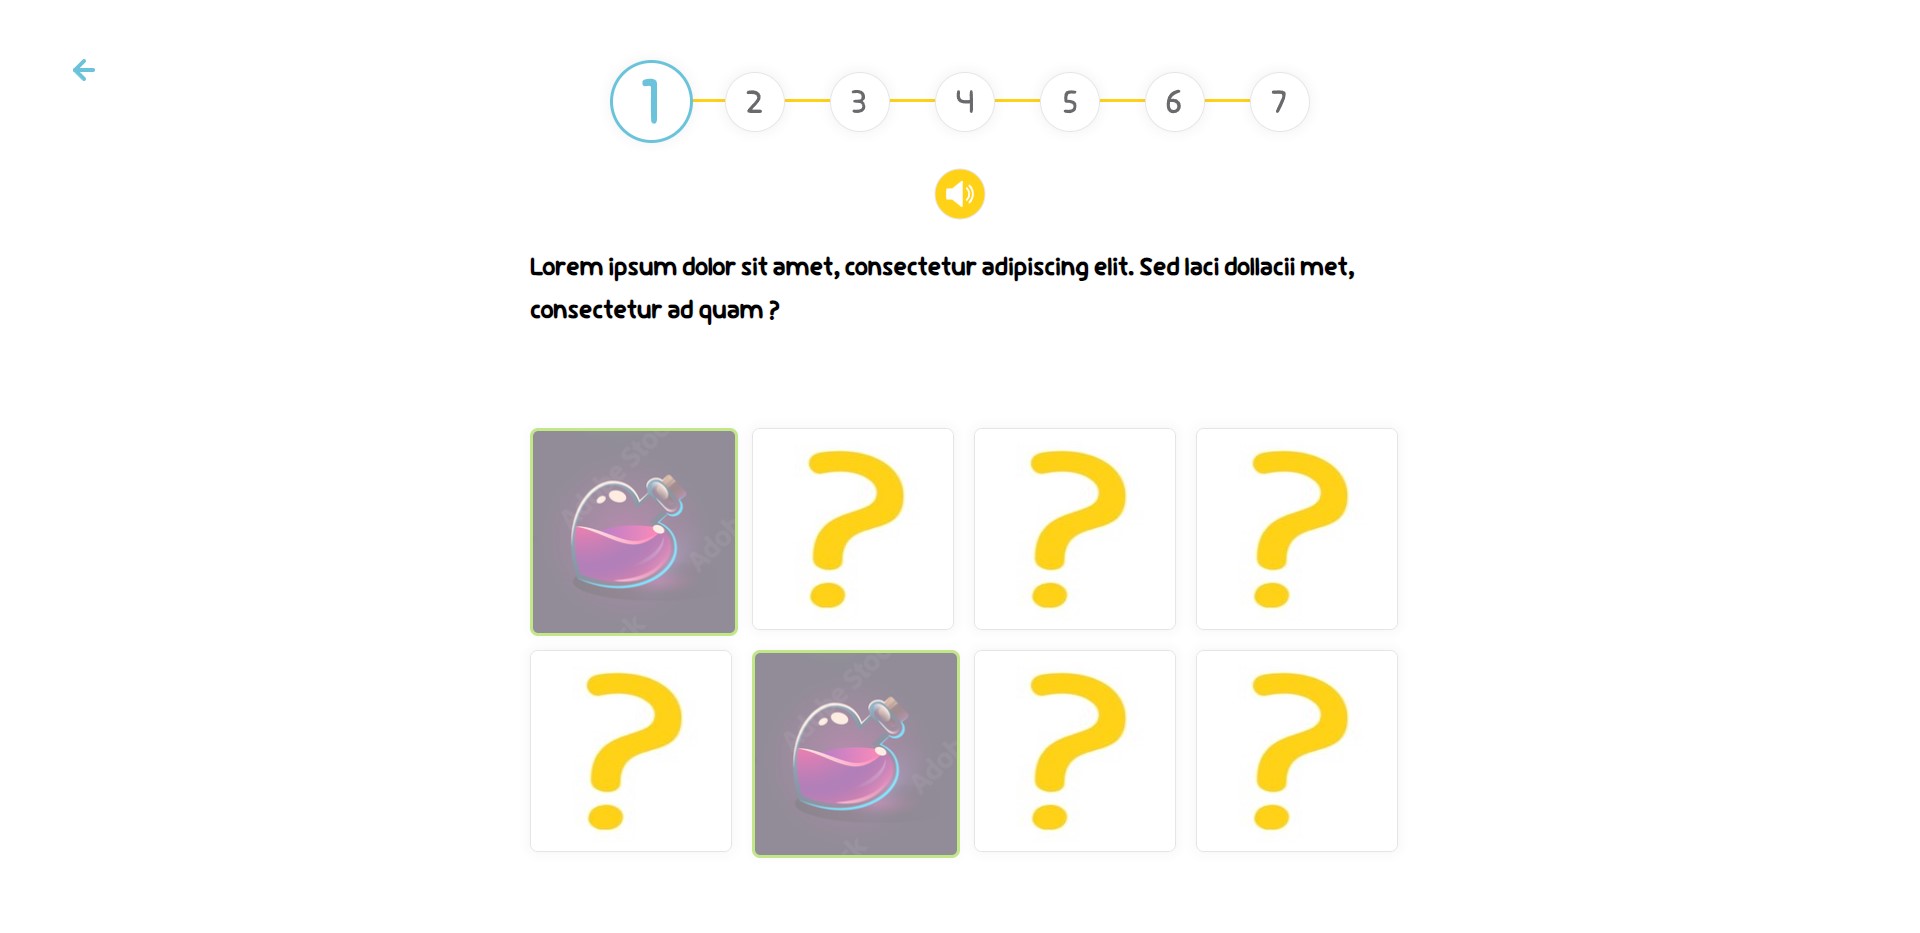 1 2 3 4 5 6 7
Lorem ipsum dolor sit amet, consectetur adipiscing elit. Sed laci dollacii met,
consectetur ad quam ?
? ? ?
? ? ?